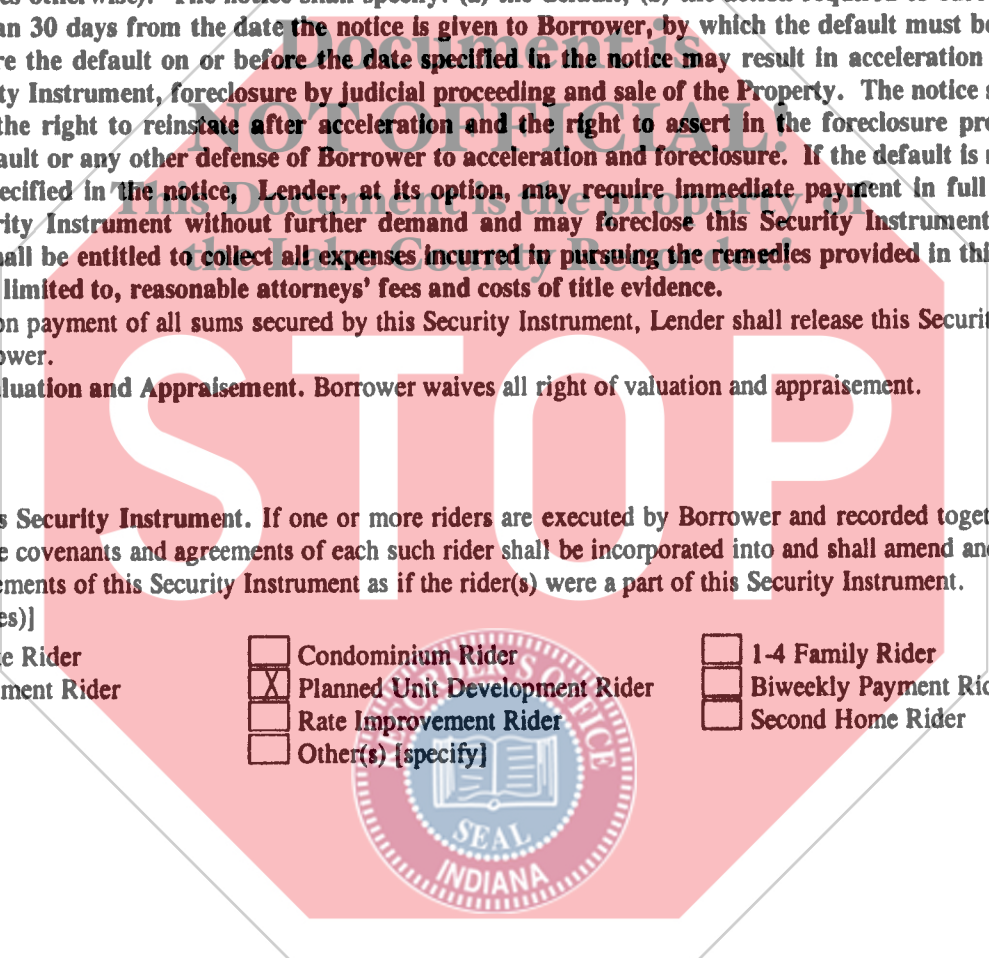 an 30 days from the date the notice is given to Borrower, by which the default must be
re the default on or before the date specified in the notice may result in acceleration
ty Instrument, foreclosure by judicial proceeding and sale of the Property. The notice s
the right to reinstate after acceleration and the right to assert in the foreclosure pro
ault or any other defense of Borrower to acceleration and foreclosure. If the default is n
ecified in the notice, Lender, at its option, may require immediate payment in full
rity Instrument without further demand and may foreclose this Security Instrument
hall be entitled to collect all expenses incurred in pursuing the remedies provided in thi
limited to, reasonable attorneys' fees and costs of title evidence.
on payment of all sums secured by this Security Instrument, Lender shall release this Securit
ower.
luation and Appraisement. Borrower waives all right of valuation and appraisement.
s Security Instrument. If one or more riders are executed by Borrower and recorded toget
e covenants and agreements of each such rider shall be incorporated into and shall amend an
ements of this Security Instrument as if the rider(s) were a part of this Security Instrument.
es)]
e Rider
Condominium Rider
1-4 Family Rider
ment Rider
X Planned Unit Development Rider
Biweekly Payment Rid
Rate Improvement Rider
Second Home Rider
Other(s) [specify]
Document is
NOT OFFICIAL!
This Document is the property of
the Lake County Recorder!
STOP
RECORDER'S OFFICE
SEAL
INDIANA